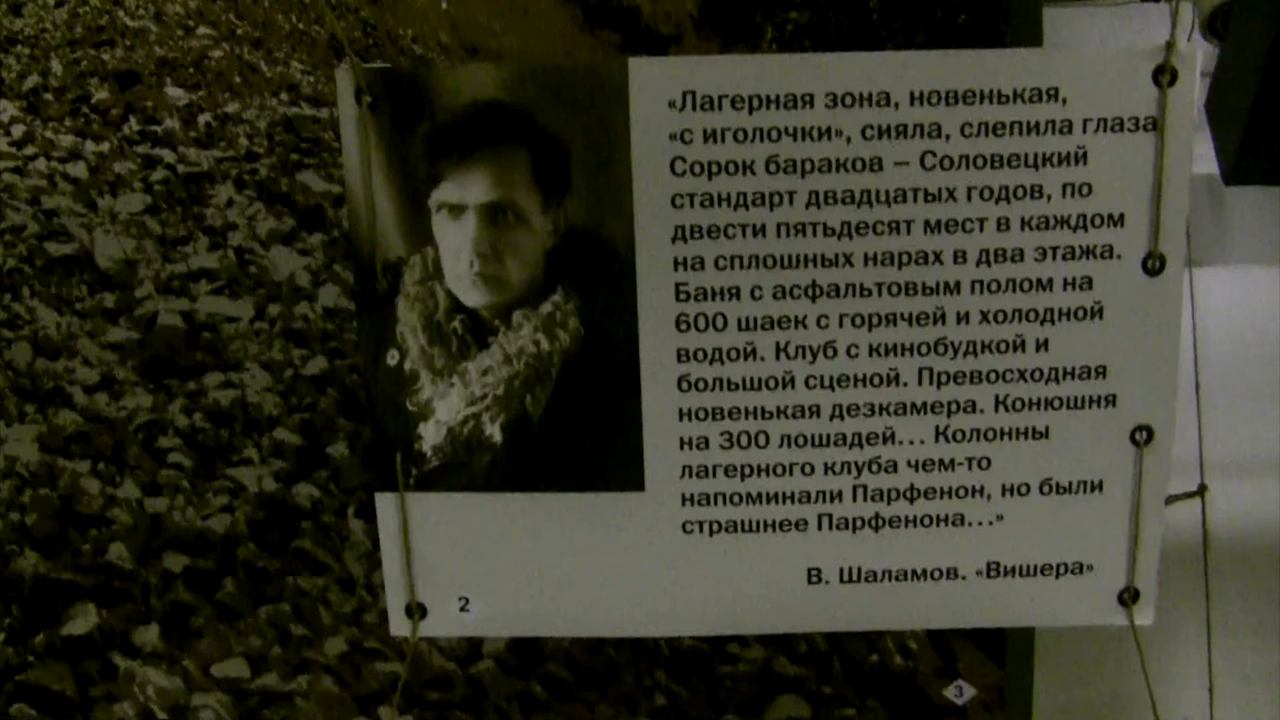 «Лагерная зона, новенькая,
«с иголочки», сияла, слепила глаза
Сорок бараков – Соловецкий
стандарт двадцатых годов, по
двести пятьдесят мест в каждом
на сплошных нарах в два этажа.
Баня с асфальтовым полом на
600 шаек с горячей и холодной
водой. Клуб с кинобудкой и
большой сценой. Превосходная
новенькая дезкамера. Конюшня
на 300 лошадей... Колонны
лагерного клуба чем-то
напоминали Парфенон, но были
страшнее Парфенона...»
В. Шаламов. «Вишера»
2
3